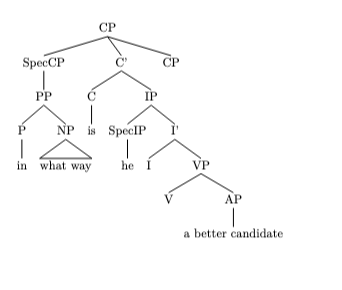 CP
SpecCP C' CP
PP C IP
P NP is SpecIP I'
in what way he I VP
V AP
a better candidate